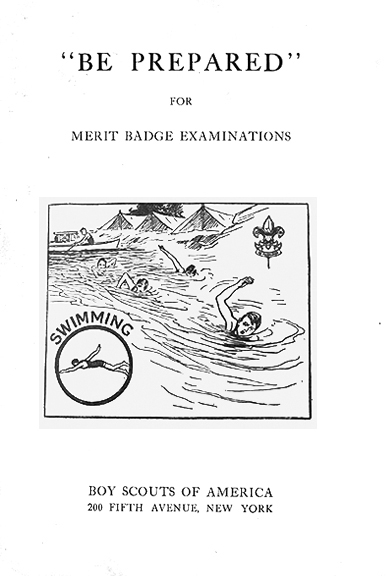 “BE PREPARED”
FOR
MERIT BADGE EXAMINATIONS
SWIMMING
BOY SCOUTS OF AMERICA
200 FIFTH AVENUE, NEW YORK